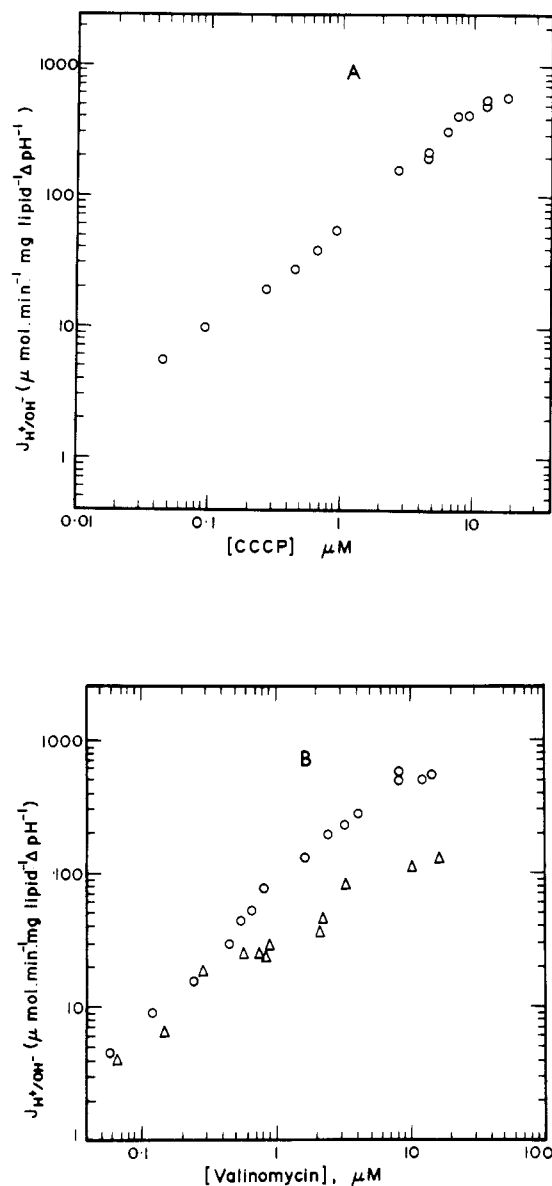 A
1000
100
10
1
0·01
0·1
1
10
[CCCP] μM
J H⁺/OH⁻ (μ mol. min⁻¹ mg lipid⁻¹ Δ pH⁻¹)
B
1000
100
10
1
0·1
1
10
100
[Valinomycin], μM
J H⁺/OH⁻ (μ mol. min⁻¹ mg lipid⁻¹ Δ pH⁻¹)